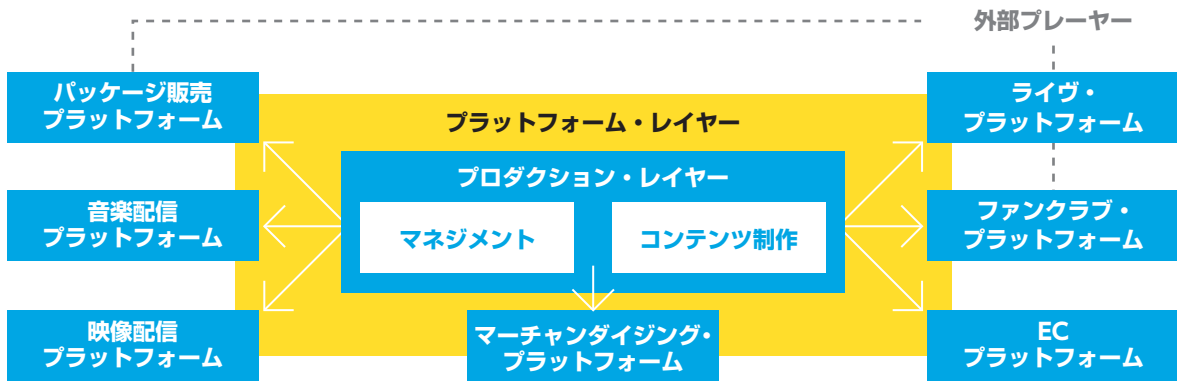 外部プレーヤー
パッケージ販売
プラットフォーム
ライヴ・
プラットフォーム
プラットフォーム・レイヤー
プロダクション・レイヤー
音楽配信
プラットフォーム
マネジメント
コンテンツ制作
ファンクラブ・
プラットフォーム
映像配信
プラットフォーム
マーチャンダイジング・
プラットフォーム
EC
プラットフォーム